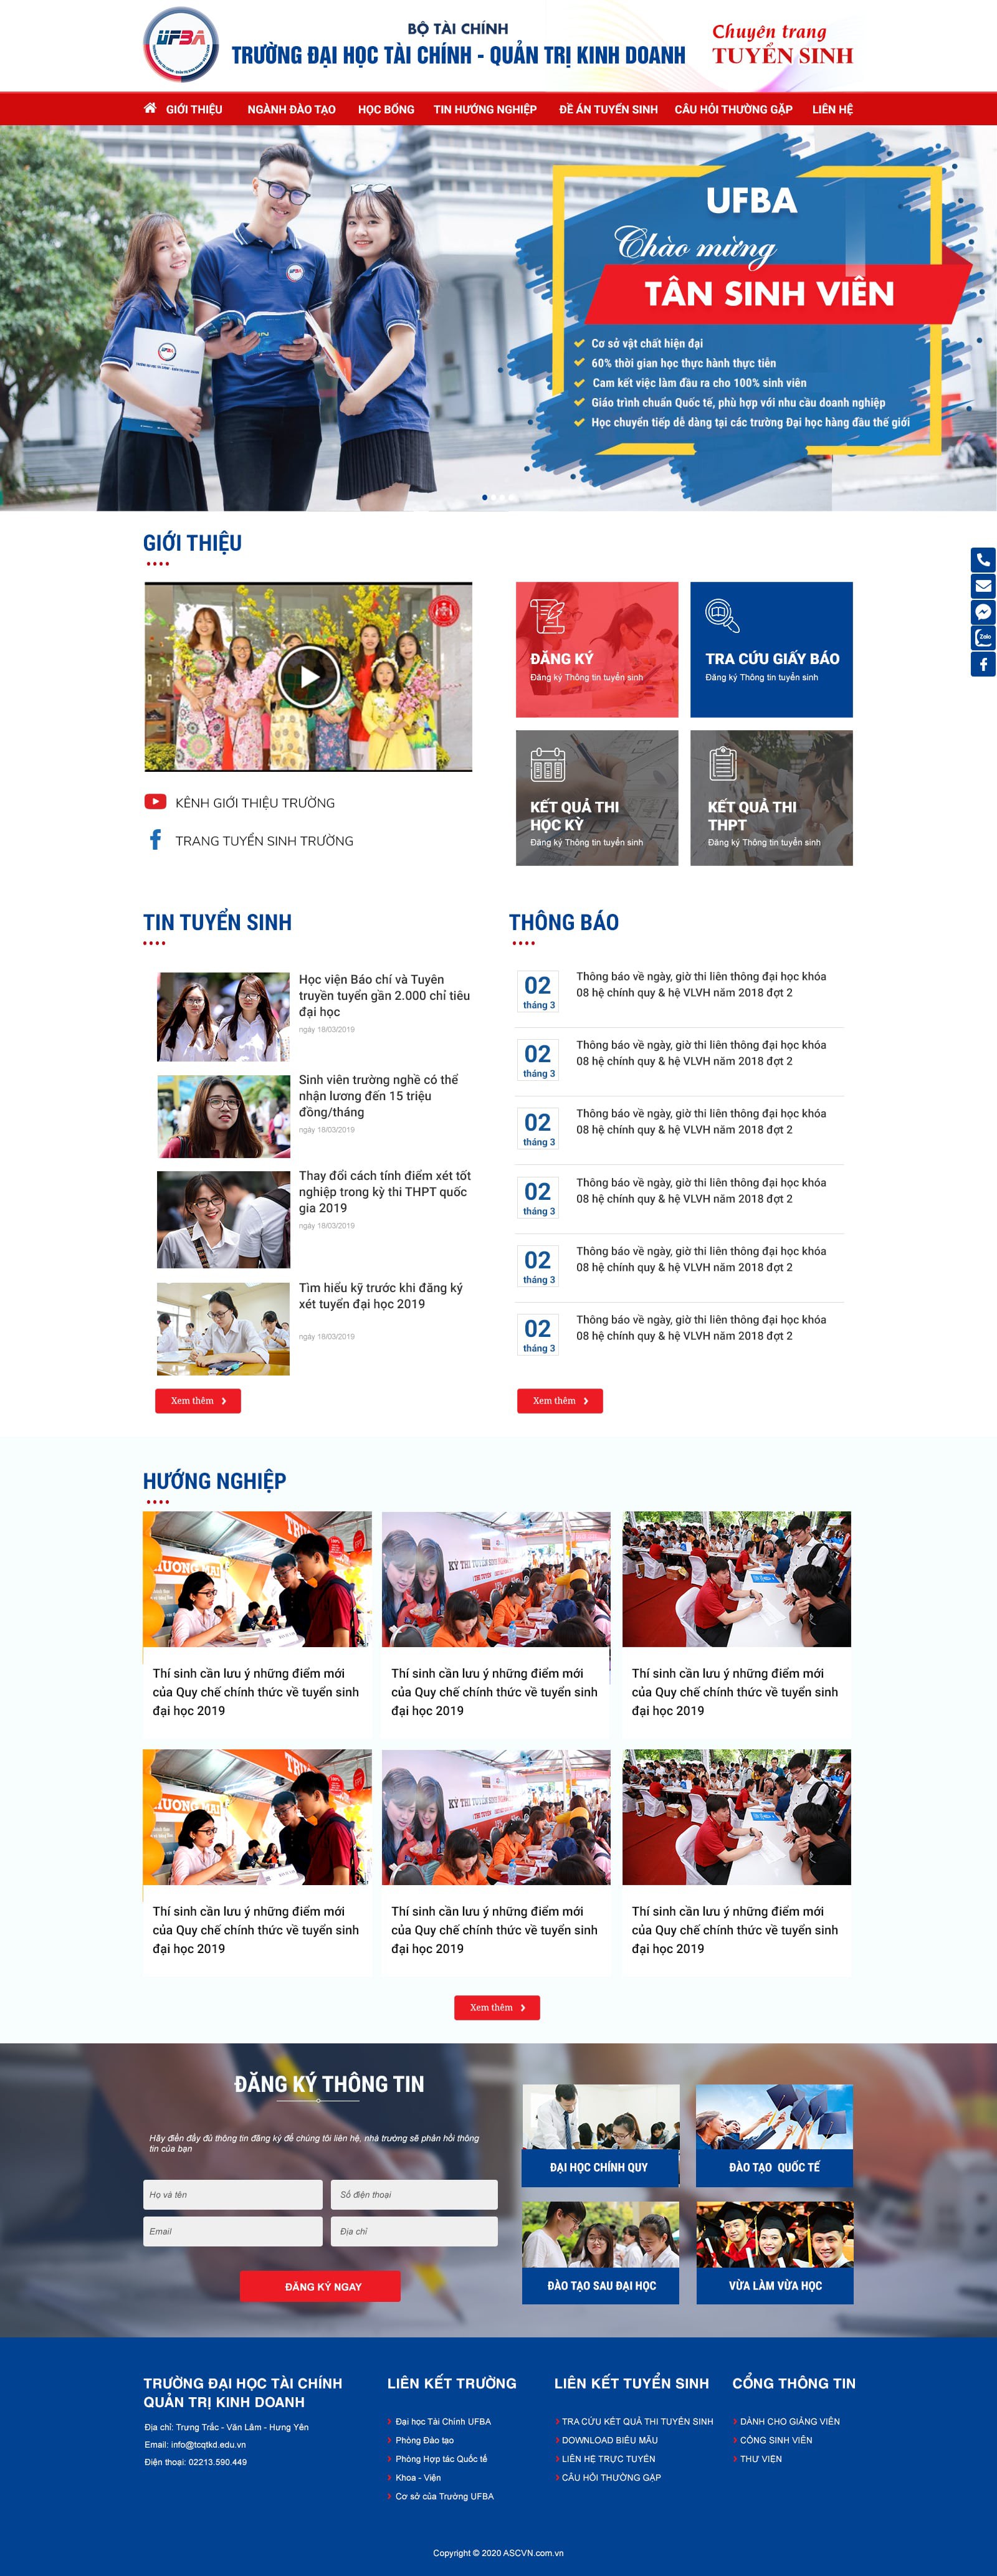 UFBA
BỘ TÀI CHÍNH
TRƯỜNG ĐẠI HỌC TÀI CHÍNH - QUẢN TRỊ KINH DOANH
Chuyên trang
TUYỂN SINH
GIỚI THIỆU NGÀNH ĐÀO TẠO HỌC BỔNG TIN HƯỚNG NGHIỆP ĐỀ ÁN TUYỂN SINH CÂU HỎI THƯỜNG GẶP LIÊN HỆ
UFBA
Chào mừng
TÂN SINH VIÊN
Cơ sở vật chất hiện đại
60% thời gian học thực hành thực tiễn
Cam kết việc làm đầu ra cho 100% sinh viên
Giáo trình chuẩn Quốc tế, phù hợp với nhu cầu doanh nghiệp
Học chuyển tiếp dễ dàng tại các trường Đại học hàng đầu thế giới
GIỚI THIỆU
ĐĂNG KÝ
Đăng ký Thông tin tuyển sinh
TRA CỨU GIẤY BÁO
Đăng ký Thông tin tuyển sinh
Zalo
KẾT QUẢ THI
HỌC KỲ
Đăng ký Thông tin tuyển sinh
KẾT QUẢ THI
THPT
Đăng ký Thông tin tuyển sinh
KÊNH GIỚI THIỆU TRƯỜNG
TRANG TUYỂN SINH TRƯỜNG
TIN TUYỂN SINH
Học viện Báo chí và Tuyên
truyền tuyển gần 2.000 chỉ tiêu
đại học
ngày 18/03/2019
Sinh viên trường nghề có thể
nhận lương đến 15 triệu
đồng/tháng
ngày 18/03/2019
Thay đổi cách tính điểm xét tốt
nghiệp trong kỳ thi THPT quốc
gia 2019
ngày 18/03/2019
Tìm hiểu kỹ trước khi đăng ký
xét tuyển đại học 2019
ngày 18/03/2019
Xem thêm
THÔNG BÁO
02
tháng 3
Thông báo về ngày, giờ thi liên thông đại học khóa
08 hệ chính quy & hệ VLVH năm 2018 đợt 2
02
tháng 3
Thông báo về ngày, giờ thi liên thông đại học khóa
08 hệ chính quy & hệ VLVH năm 2018 đợt 2
02
tháng 3
Thông báo về ngày, giờ thi liên thông đại học khóa
08 hệ chính quy & hệ VLVH năm 2018 đợt 2
02
tháng 3
Thông báo về ngày, giờ thi liên thông đại học khóa
08 hệ chính quy & hệ VLVH năm 2018 đợt 2
02
tháng 3
Thông báo về ngày, giờ thi liên thông đại học khóa
08 hệ chính quy & hệ VLVH năm 2018 đợt 2
02
tháng 3
Thông báo về ngày, giờ thi liên thông đại học khóa
08 hệ chính quy & hệ VLVH năm 2018 đợt 2
Xem thêm
HƯỚNG NGHIỆP
Thí sinh cần lưu ý những điểm mới
của Quy chế chính thức về tuyển sinh
đại học 2019
Thí sinh cần lưu ý những điểm mới
của Quy chế chính thức về tuyển sinh
đại học 2019
Thí sinh cần lưu ý những điểm mới
của Quy chế chính thức về tuyển sinh
đại học 2019
Thí sinh cần lưu ý những điểm mới
của Quy chế chính thức về tuyển sinh
đại học 2019
Thí sinh cần lưu ý những điểm mới
của Quy chế chính thức về tuyển sinh
đại học 2019
Thí sinh cần lưu ý những điểm mới
của Quy chế chính thức về tuyển sinh
đại học 2019
Xem thêm
ĐĂNG KÝ THÔNG TIN
Hãy điền đầy đủ thông tin đăng ký để chúng tôi liên hệ, nhà trường sẽ phản hồi thông
tin của bạn
Họ và tên
Số điện thoại
Email
Địa chỉ
ĐĂNG KÝ NGAY
ĐẠI HỌC CHÍNH QUY
ĐÀO TẠO QUỐC TẾ
ĐÀO TẠO SAU ĐẠI HỌC
VỪA LÀM VỪA HỌC
TRƯỜNG ĐẠI HỌC TÀI CHÍNH
QUẢN TRỊ KINH DOANH
Địa chỉ: Trưng Trắc - Văn Lâm - Hưng Yên
Email: info@tcqtkd.edu.vn
Điện thoại: 02213.590.449
LIÊN KẾT TRƯỜNG
Đại học Tài Chính UFBA
Phòng Đào tạo
Phòng Hợp tác Quốc tế
Khoa - Viện
Cơ sở của Trường UFBA
LIÊN KẾT TUYỂN SINH
TRA CỨU KẾT QUẢ THI TUYỂN SINH
DOWNLOAD BIỂU MẪU
LIÊN HỆ TRỰC TUYẾN
CÂU HỎI THƯỜNG GẶP
CỔNG THÔNG TIN
DÀNH CHO GIẢNG VIÊN
CỔNG SINH VIÊN
THƯ VIỆN
Copyright © 2020 ASCVN.com.vn